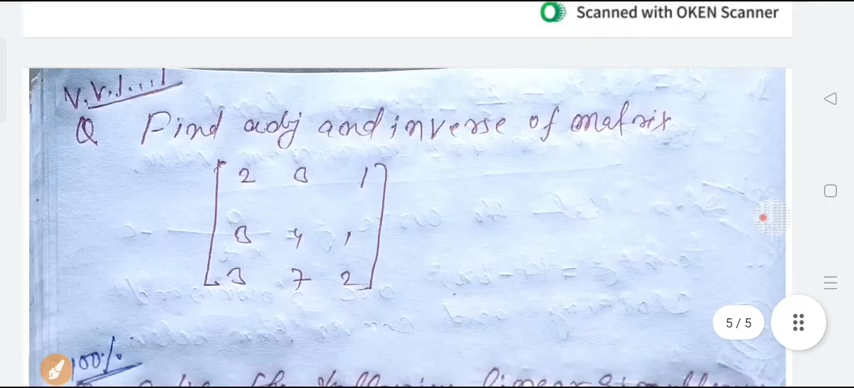 Scanned with OKEN Scanner
Q Find adj and inverse of matrix
2 3 1
3 4 1
3 7 2
5 / 5
100%